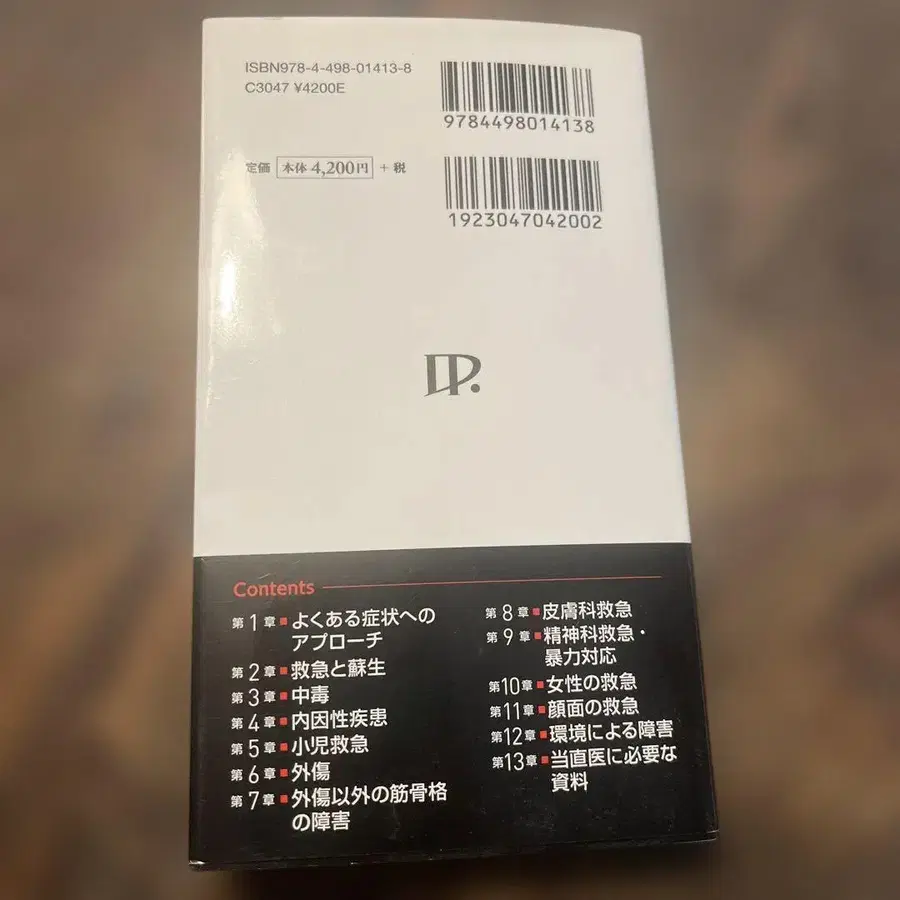 ISBN978-4-498-01413-8
C3047 ¥4200E
9784498014138
定価 本体 4,200円 + 税
1923047042002
Contents
第1章 ■ よくある症状への
アプローチ
第2章 ■ 救急と蘇生
第3章 ■ 中毒
第4章 ■ 内因性疾患
第5章 ■ 小児救急
第6章 ■ 外傷
第7章 ■ 外傷以外の筋骨格
の障害
第8章 ■ 皮膚科救急
第9章 ■ 精神科救急・
暴力対応
第10章 ■ 女性の救急
第11章 ■ 顔面の救急
第12章 ■ 環境による障害
第13章 ■ 当直医に必要な
資料